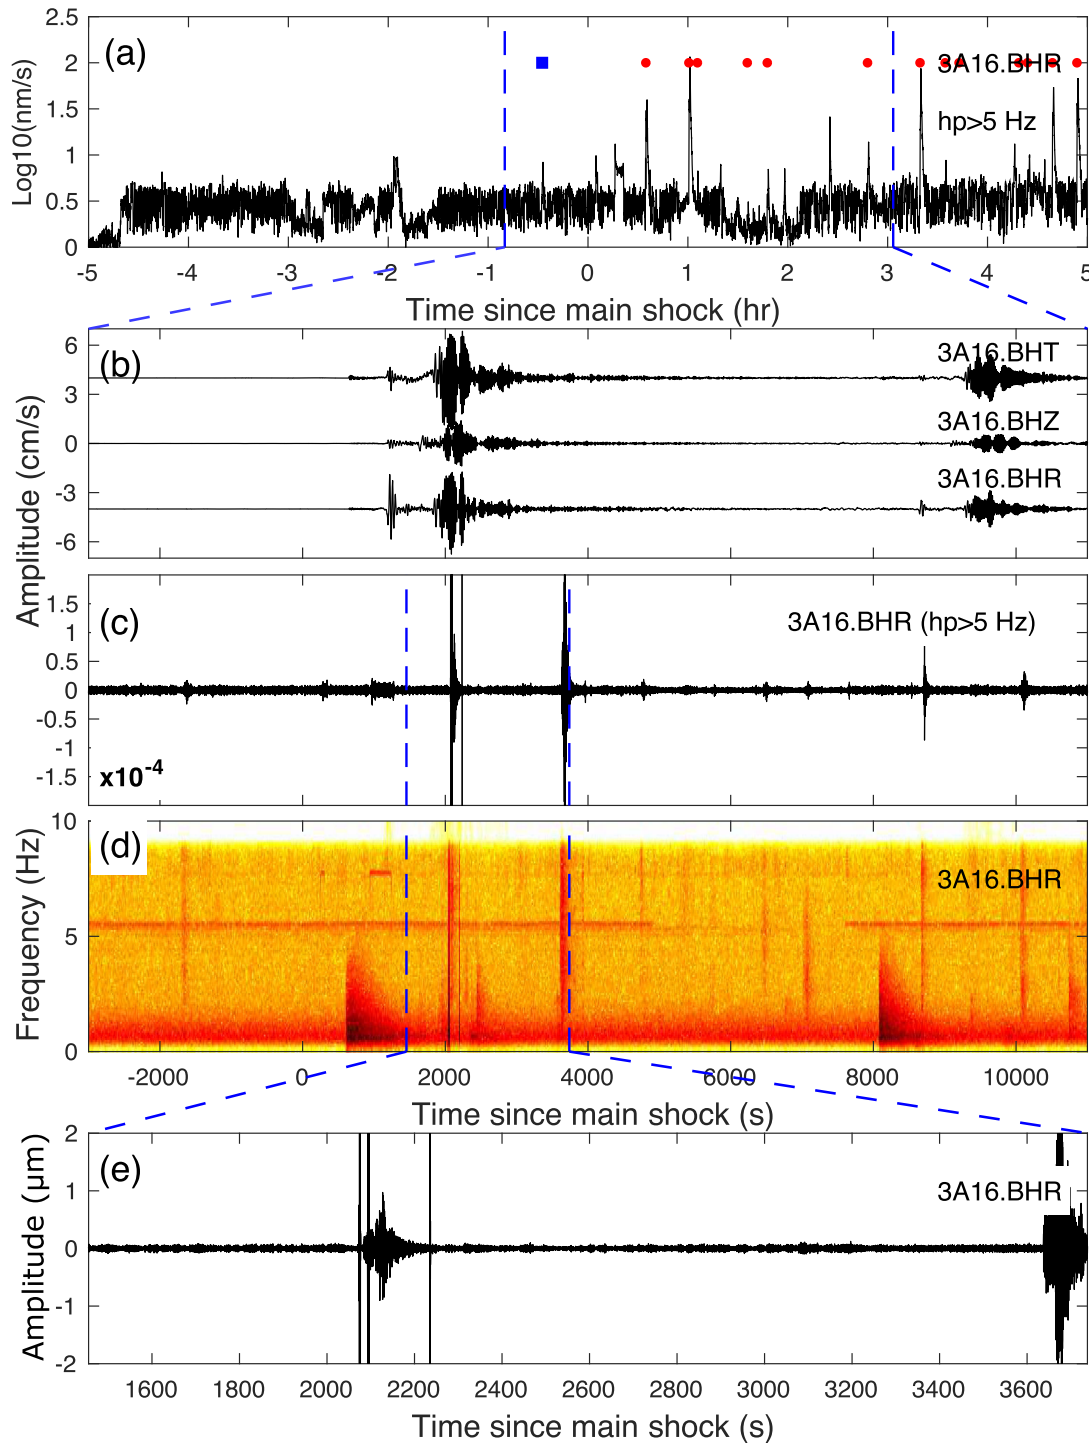 2.5
2
1.5
1
0.5
0
Log10(nm/s)
(a)
3A16.BHR
hp>5 Hz
-5 -4 -3 -2 -1 0 1 2 3 4 5
Time since main shock (hr)
6
3
0
-3
-6
Amplitude (cm/s)
(b)
3A16.BHT
3A16.BHZ
3A16.BHR
1.5
1
0.5
0
-0.5
-1
-1.5
(c)
3A16.BHR (hp>5 Hz)
x10-4
10
5
0
Frequency (Hz)
(d)
3A16.BHR
-2000 0 2000 4000 6000 8000 10000
Time since main shock (s)
2
1
0
-1
-2
Amplitude (μm)
(e)
3A16.BHR
1600 1800 2000 2200 2400 2600 2800 3000 3200 3400 3600
Time since main shock (s)